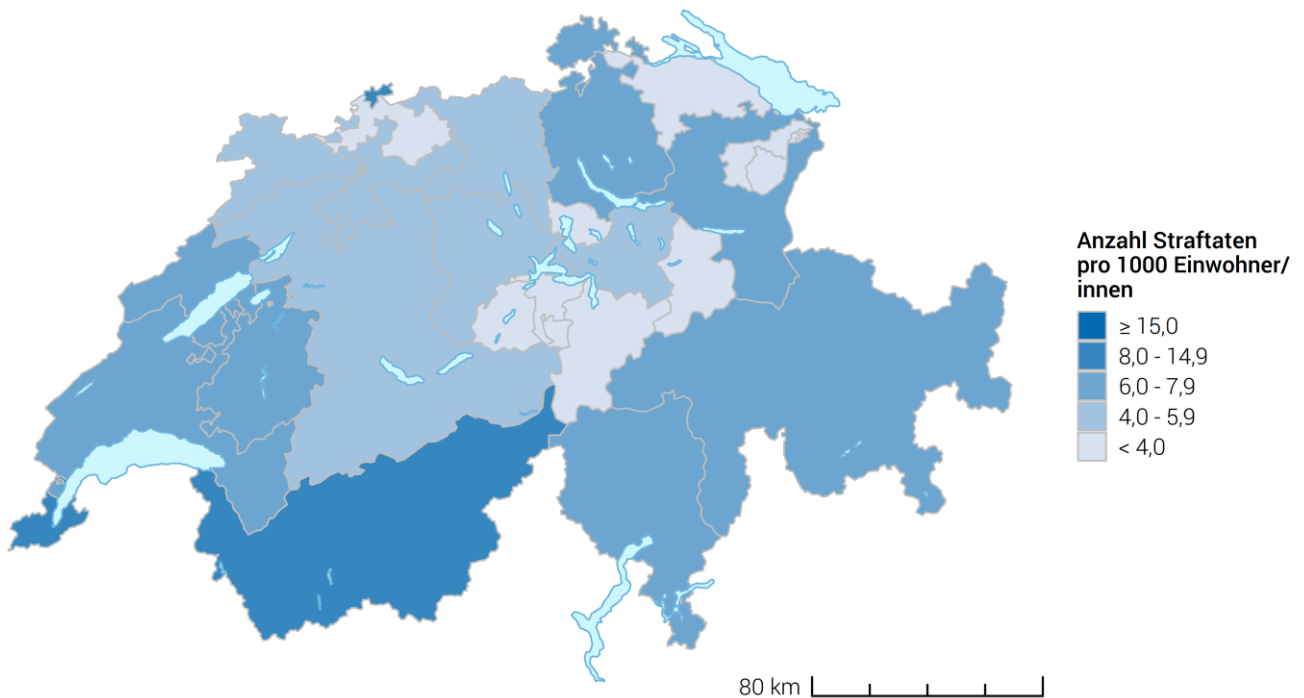 Anzahl Straftaten
pro 1000 Einwohner/
innen
≥ 15,0
8,0 - 14,9
6,0 - 7,9
4,0 - 5,9
< 4,0
80 km